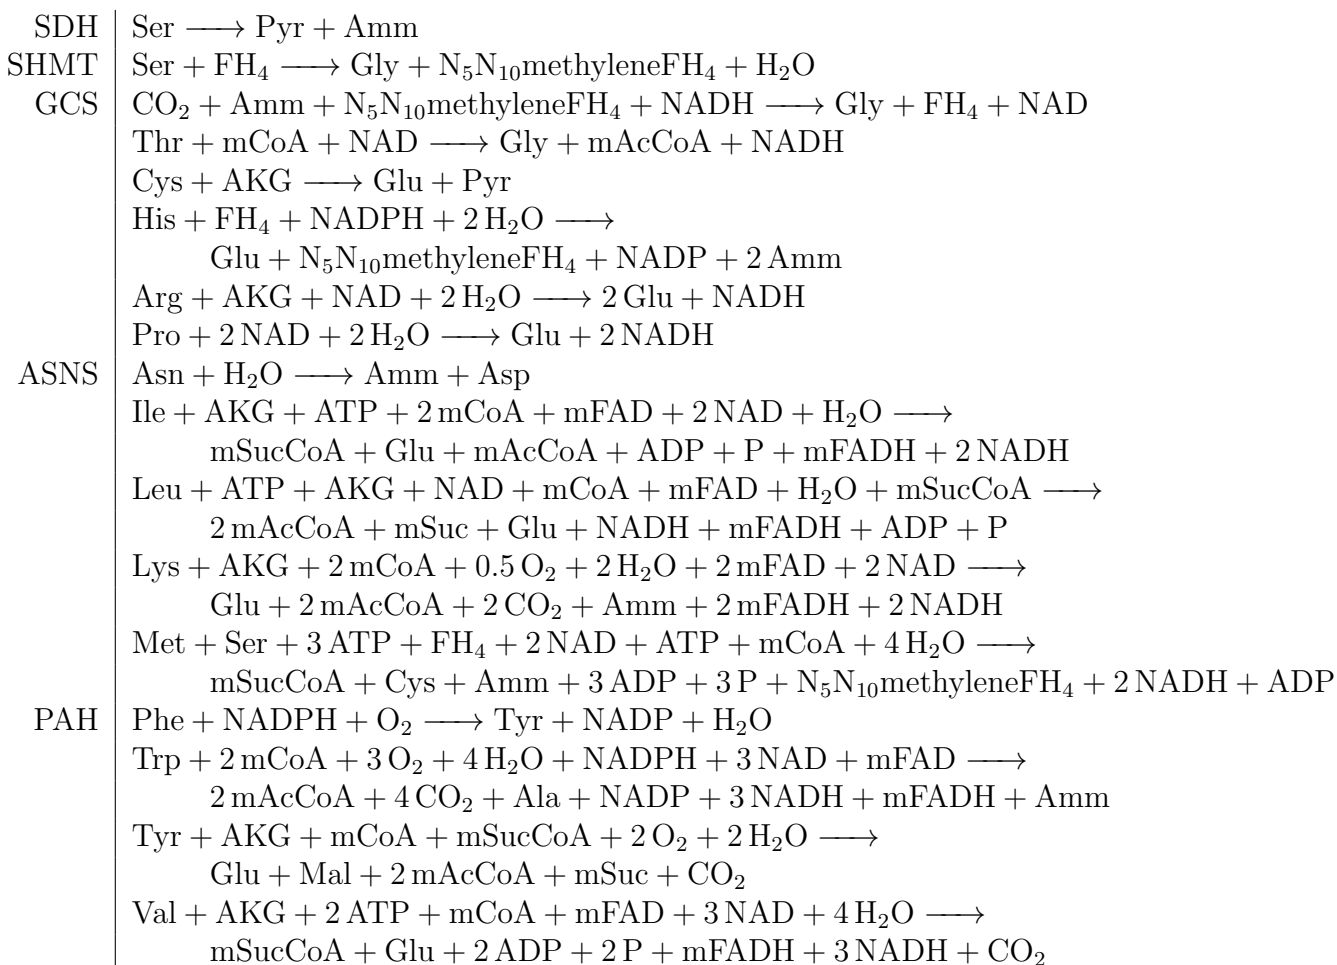 SDH Ser ⟶ Pyr + Amm
SHMT Ser + FH₄ ⟶ Gly + N₅N₁₀methyleneFH₄ + H₂O
GCS CO₂ + Amm + N₅N₁₀methyleneFH₄ + NADH ⟶ Gly + FH₄ + NAD
Thr + mCoA + NAD ⟶ Gly + mAcCoA + NADH
Cys + AKG ⟶ Glu + Pyr
His + FH₄ + NADPH + 2 H₂O ⟶
Glu + N₅N₁₀methyleneFH₄ + NADP + 2 Amm
Arg + AKG + NAD + 2 H₂O ⟶ 2 Glu + NADH
Pro + 2 NAD + 2 H₂O ⟶ Glu + 2 NADH
ASNS Asn + H₂O ⟶ Amm + Asp
Ile + AKG + ATP + 2 mCoA + mFAD + 2 NAD + H₂O ⟶
mSucCoA + Glu + mAcCoA + ADP + P + mFADH + 2 NADH
Leu + ATP + AKG + NAD + mCoA + mFAD + H₂O + mSucCoA ⟶
2 mAcCoA + mSuc + Glu + NADH + mFADH + ADP + P
Lys + AKG + 2 mCoA + 0.5 O₂ + 2 H₂O + 2 mFAD + 2 NAD ⟶
Glu + 2 mAcCoA + 2 CO₂ + Amm + 2 mFADH + 2 NADH
Met + Ser + 3 ATP + FH₄ + 2 NAD + ATP + mCoA + 4 H₂O ⟶
mSucCoA + Cys + Amm + 3 ADP + 3 P + N₅N₁₀methyleneFH₄ + 2 NADH + ADP
PAH Phe + NADPH + O₂ ⟶ Tyr + NADP + H₂O
Trp + 2 mCoA + 3 O₂ + 4 H₂O + NADPH + 3 NAD + mFAD ⟶
2 mAcCoA + 4 CO₂ + Ala + NADP + 3 NADH + mFADH + Amm
Tyr + AKG + mCoA + mSucCoA + 2 O₂ + 2 H₂O ⟶
Glu + Mal + 2 mAcCoA + mSuc + CO₂
Val + AKG + 2 ATP + mCoA + mFAD + 3 NAD + 4 H₂O ⟶
mSucCoA + Glu + 2 ADP + 2 P + mFADH + 3 NADH + CO₂